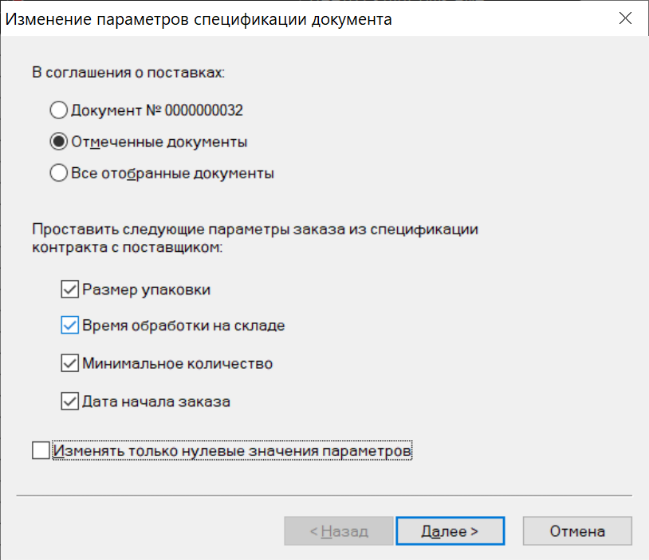 Изменение параметров спецификации документа
В соглашения о поставках:
Документ № 0000000032
Отмеченные документы
Все отобранные документы
Проставить следующие параметры заказа из спецификации
контракта с поставщиком:
Размер упаковки
Время обработки на складе
Минимальное количество
Дата начала заказа
Изменять только нулевые значения параметров
< Назад
Далее >
Отмена